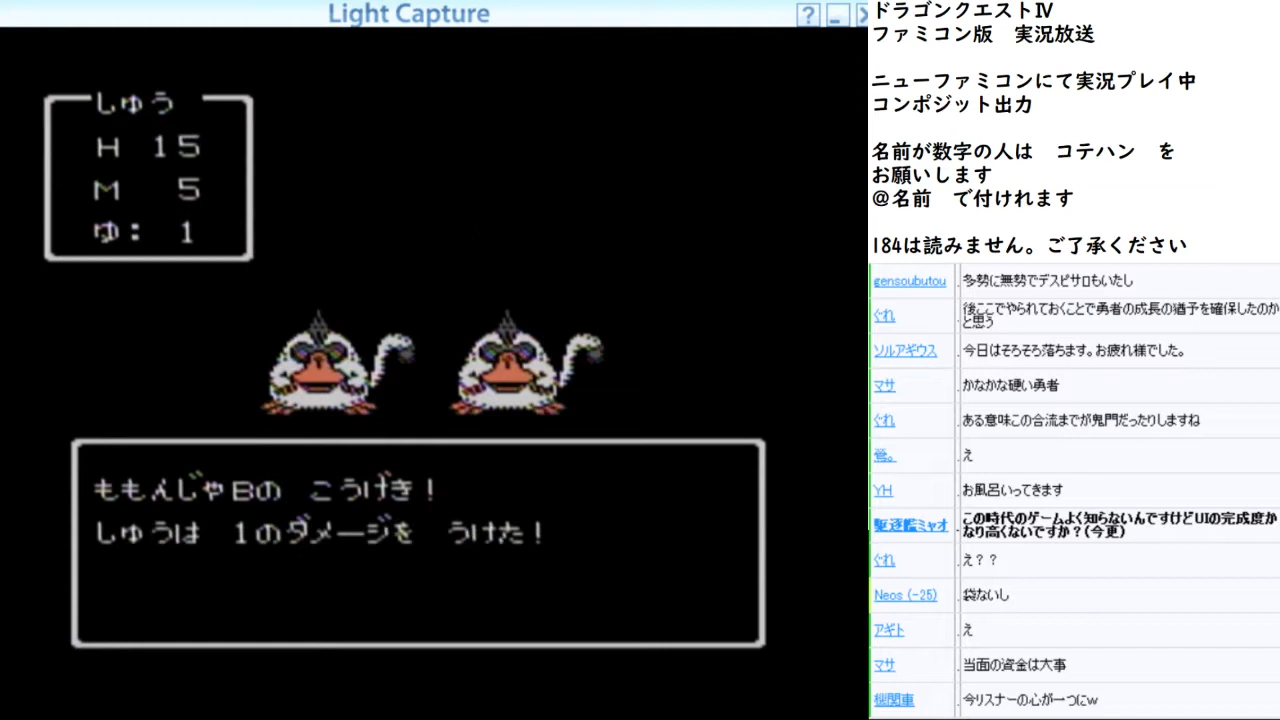 Light Capture
しゅう
H 15
M 5
ゆ: 1
ももんじゃBの こうげき!
しゅうは 1のダメージを うけた!
ドラゴンクエストⅣ
ファミコン版 実況放送
ニューファミコンにて実況プレイ中
コンポジット出力
名前が数字の人は コテハン を
お願いします
@名前 で付けれます
184は読みません。ご了承ください
gensoubutou 多勢に無勢でデスピサロもいたし
ぐれ 後ここでやられておくことで勇者の成長の猶予を確保したのか
と思う
ソルアギウス 今日はそろそろ落ちます。お疲れ様でした。
マサ かなかな硬い勇者
ぐれ ある意味この合流までが鬼門だったりしますね
え
YH お風呂いってきます
駆逐艦ミャオ この時代のゲームよく知らないんですけどUIの完成度か
なり高くないですか?(今更)
ぐれ え??
Neos (-25) 袋ないし
アギト え
マサ 当面の資金は大事
機関車 今リスナーの心が一つにw